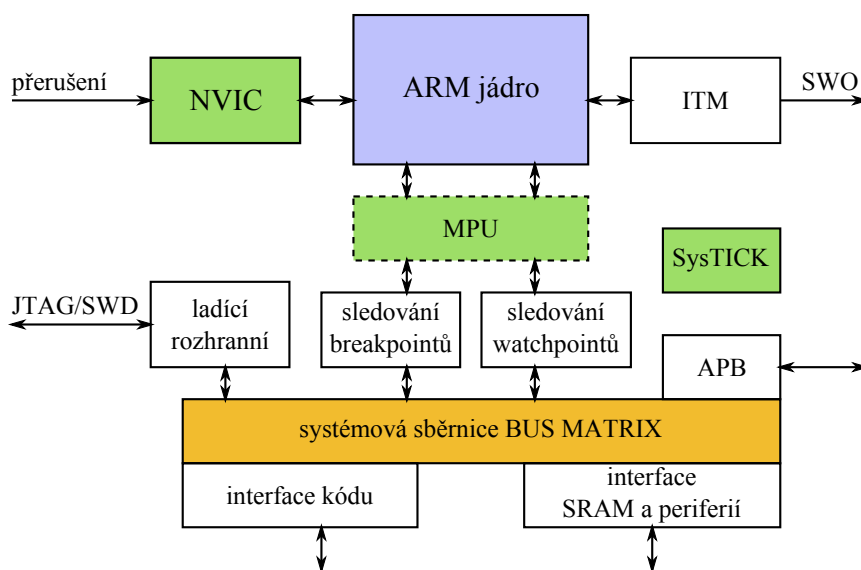 přerušení
NVIC
ARM jádro
ITM
SWO
MPU
SysTICK
JTAG/SWD
ladící
rozhranní
sledování
breakpointů
sledování
watchpointů
APB
systémová sběrnice BUS MATRIX
interface kódu
interface
SRAM a periferií